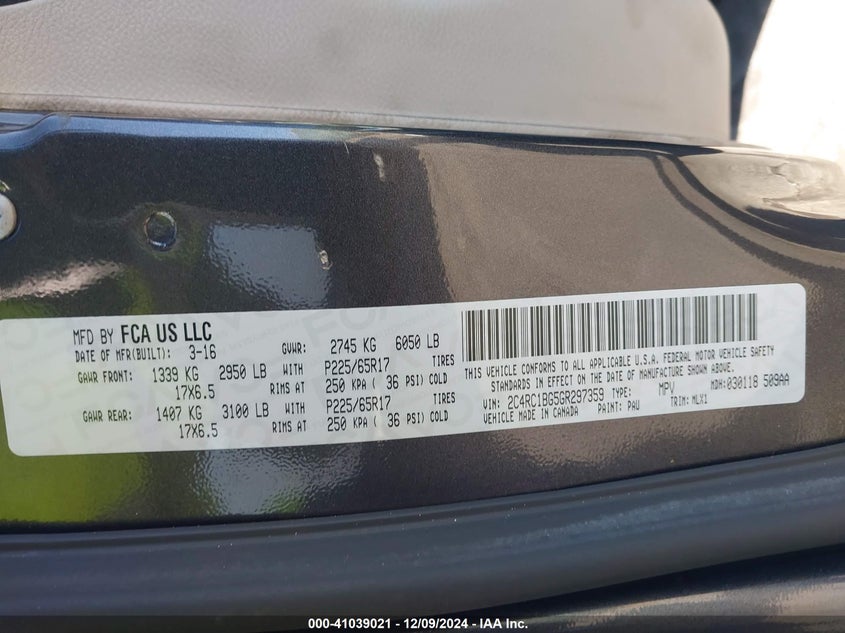 MFD BY FCA US LLC
DATE OF MFR(BUILT): 3-16 GVWR: 2745 KG 6050 LB
GAWR FRONT: 1339 KG 2950 LB WITH P225/65R17 TIRES
17X6.5 RIMS AT 250 KPA ( 36 PSI) COLD
GAWR REAR: 1407 KG 3100 LB WITH P225/65R17 TIRES
17X6.5 RIMS AT 250 KPA ( 36 PSI) COLD
THIS VEHICLE CONFORMS TO ALL APPLICABLE U.S.A. FEDERAL MOTOR VEHICLE SAFETY
STANDARDS IN EFFECT ON THE DATE OF MANUFACTURE SHOWN ABOVE.
VIN: 2C4RC1BG5GR297359 TYPE: MPV MDH:030118 509AA
VEHICLE MADE IN CANADA PAINT: PAU TRIM: MLX1
000-41039021 - 12/09/2024 - IAA Inc.